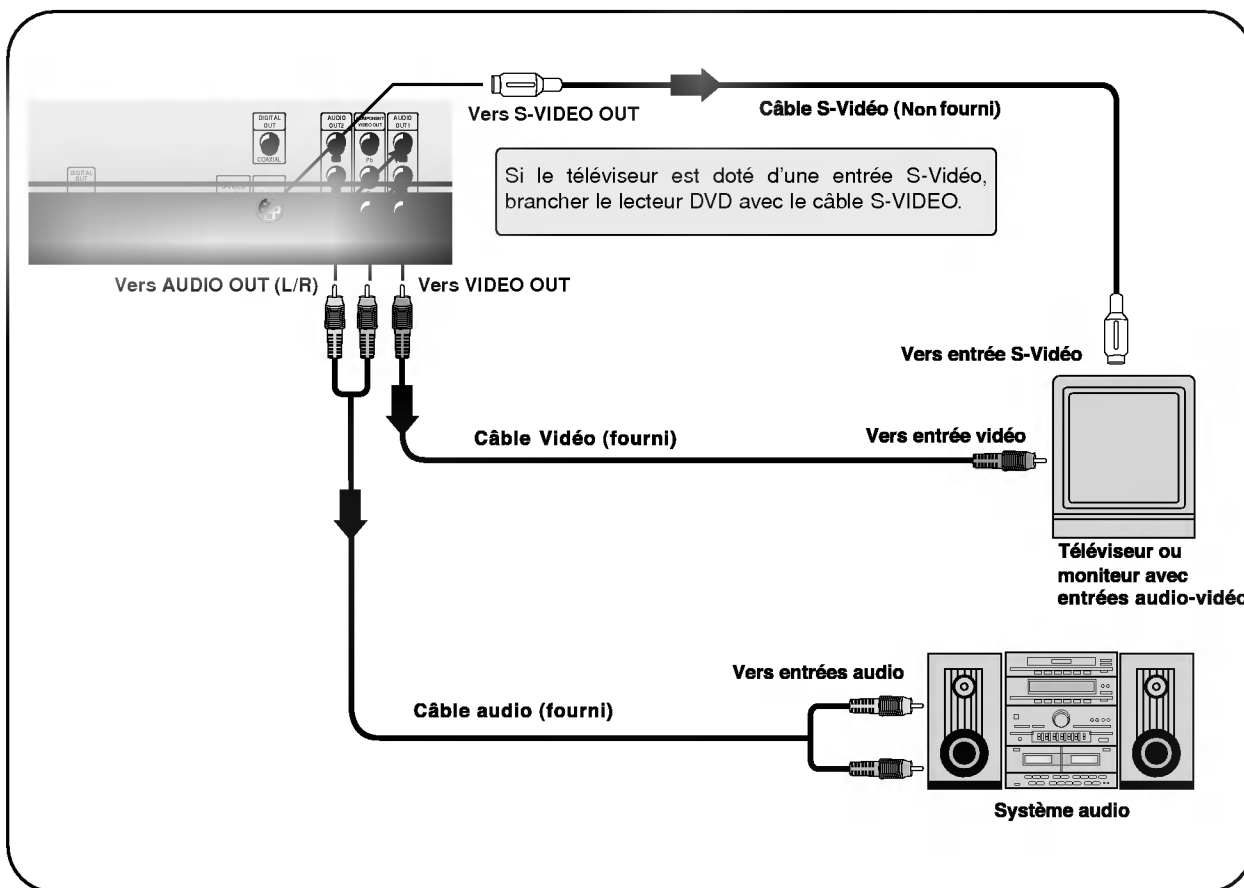 Vers S-VIDEO OUT
Câble S-Vidéo (Non fourni)
DIGITAL
OUT
COAXIAL
AUDIO
OUT2
COMPONENT
VIDEO OUT
Pb
AUDIO
OUT1
DIGITAL
OUT
Si le téléviseur est doté d'une entrée S-Vidéo,
brancher le lecteur DVD avec le câble S-VIDEO.
Vers AUDIO OUT (L/R)
Vers VIDEO OUT
Vers entrée S-Vidéo
Câble Vidéo (fourni)
Vers entrée vidéo
Téléviseur ou
moniteur avec
entrées audio-vidéo
Vers entrées audio
Câble audio (fourni)
Système audio